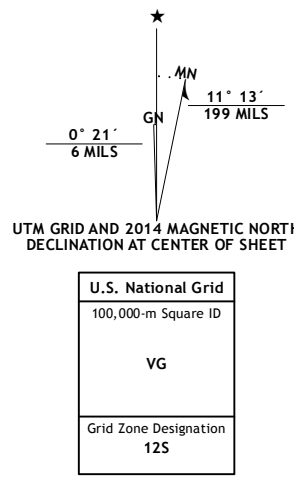 ★
MN
GN
11° 13´
199 MILS
0° 21´
6 MILS
UTM GRID AND 2014 MAGNETIC NORTH
DECLINATION AT CENTER OF SHEET
U.S. National Grid
100,000-m Square ID
VG
Grid Zone Designation
12S